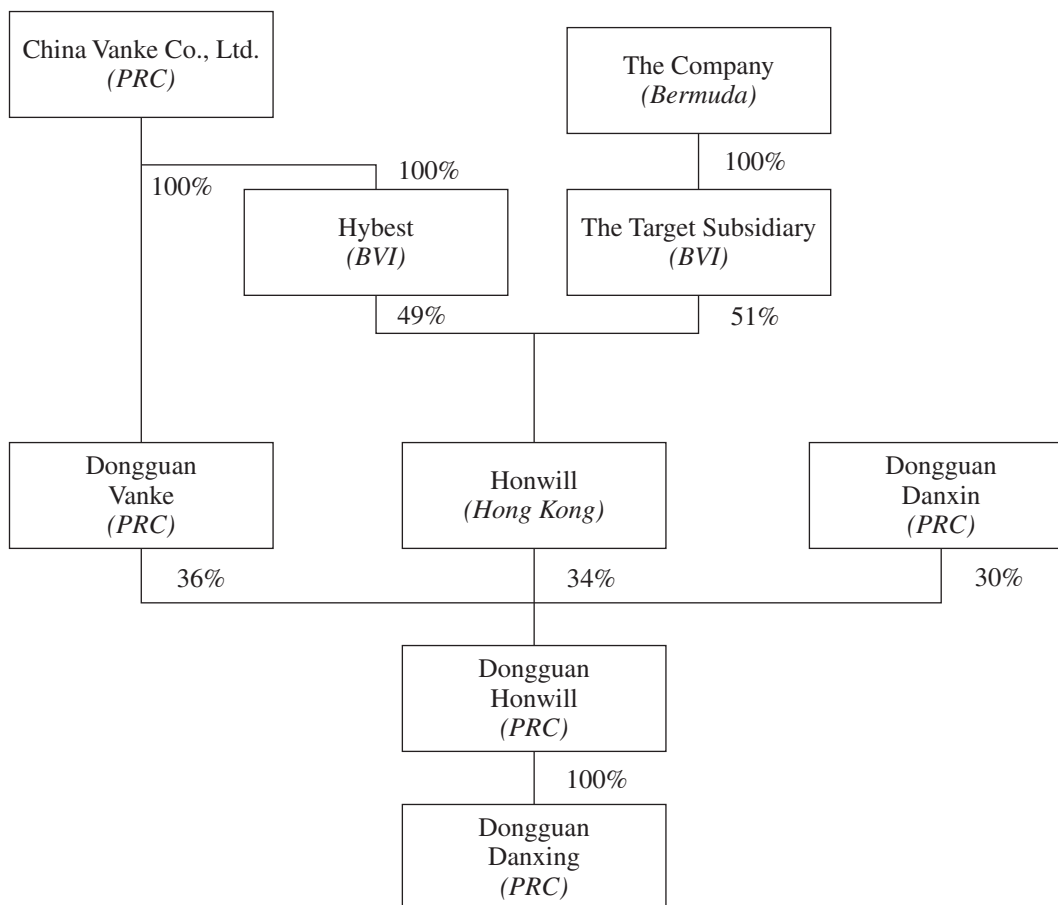 China Vanke Co., Ltd.
(PRC)
The Company
(Bermuda)
100%
100%
100%
Hybest
(BVI)
The Target Subsidiary
(BVI)
49%
51%
Dongguan
Vanke
(PRC)
Honwill
(Hong Kong)
Dongguan
Danxin
(PRC)
36%
34%
30%
Dongguan
Honwill
(PRC)
100%
Dongguan
Danxing
(PRC)